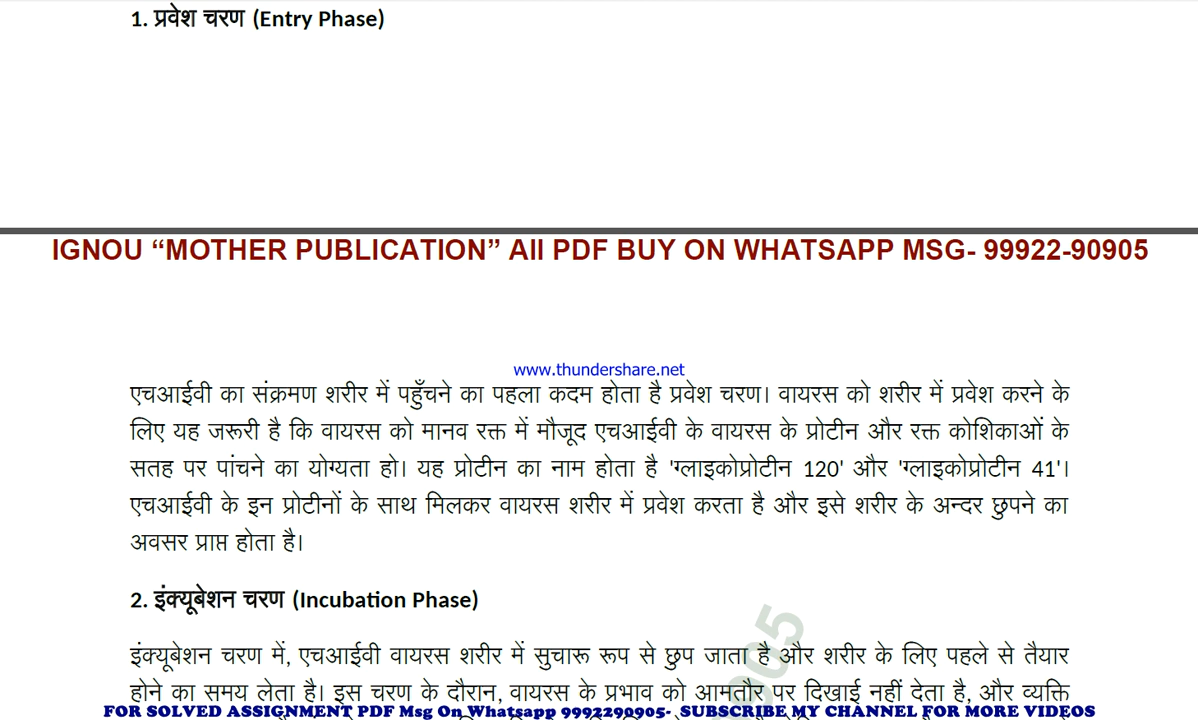 1. प्रवेश चरण (Entry Phase)
IGNOU “MOTHER PUBLICATION” All PDF BUY ON WHATSAPP MSG- 99922-90905
www.thundershare.net
एचआईवी का संक्रमण शरीर में पहुँचने का पहला कदम होता है प्रवेश चरण। वायरस को शरीर में प्रवेश करने के
लिए यह जरूरी है कि वायरस को मानव रक्त में मौजूद एचआईवी के वायरस के प्रोटीन और रक्त कोशिकाओं के
सतह पर पांचने का योग्यता हो। यह प्रोटीन का नाम होता है 'ग्लाइकोप्रोटीन 120' और 'ग्लाइकोप्रोटीन 41'।
एचआईवी के इन प्रोटीनों के साथ मिलकर वायरस शरीर में प्रवेश करता है और इसे शरीर के अन्दर छुपने का
अवसर प्राप्त होता है।
2. इंक्यूबेशन चरण (Incubation Phase)
इंक्यूबेशन चरण में, एचआईवी वायरस शरीर में सुचारू रूप से छुप जाता है और शरीर के लिए पहले से तैयार
होने का समय लेता है। इस चरण के दौरान, वायरस के प्रभाव को आमतौर पर दिखाई नहीं देता है, और व्यक्ति
FOR SOLVED ASSIGNMENT PDF Msg On Whatsapp 9992290905- SUBSCRIBE MY CHANNEL FOR MORE VIDEOS